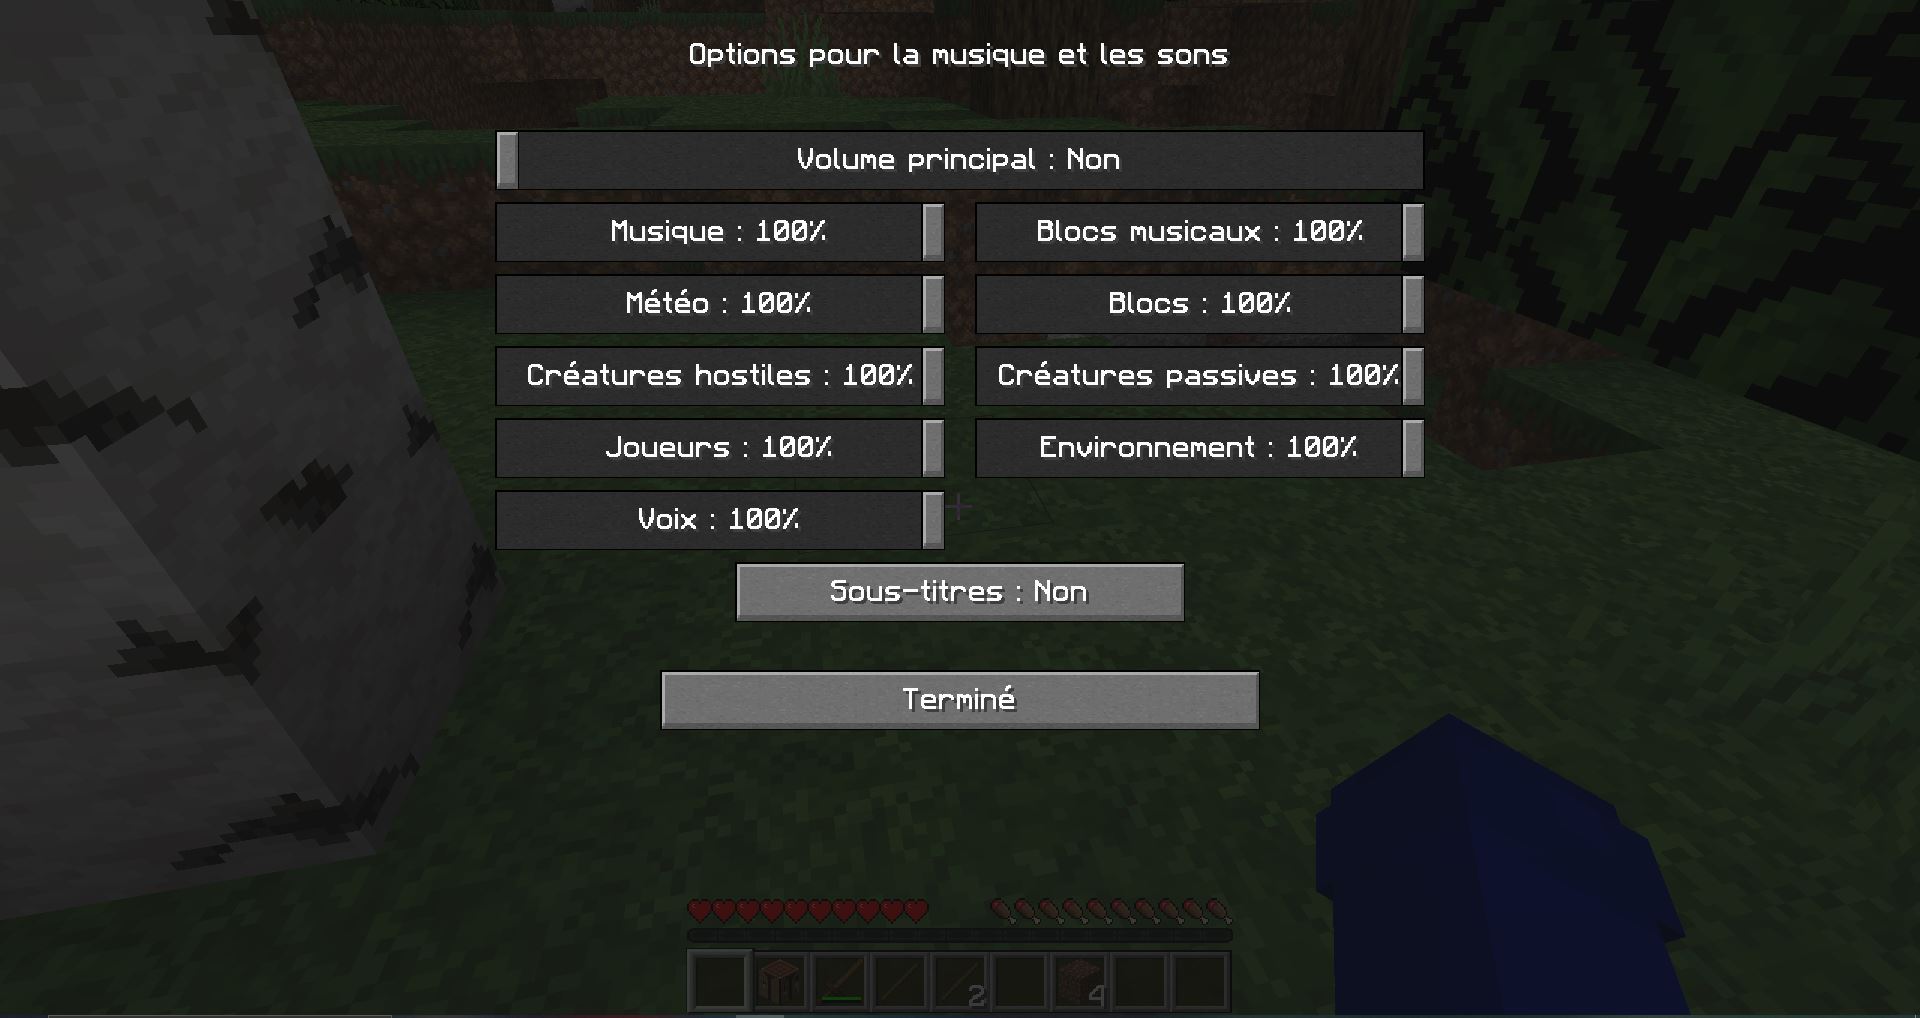 Options pour la musique et les sons
Volume principal : Non
Musique : 100%
Blocs musicaux : 100%
Météo : 100%
Blocs : 100%
Créatures hostiles : 100%
Créatures passives : 100%
Joueurs : 100%
Environnement : 100%
Voix : 100%
Sous-titres : Non
Terminé
2
4